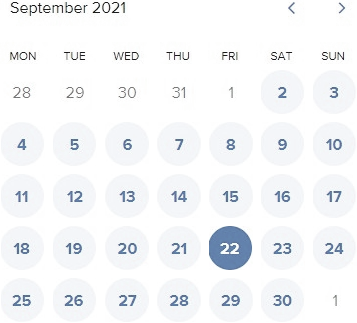 September 2021 < >
MON TUE WED THU FRI SAT SUN
28 29 30 31 1 2 3
4 5 6 7 8 9 10
11 12 13 14 15 16 17
18 19 20 21 22 23 24
25 26 27 28 29 30 1